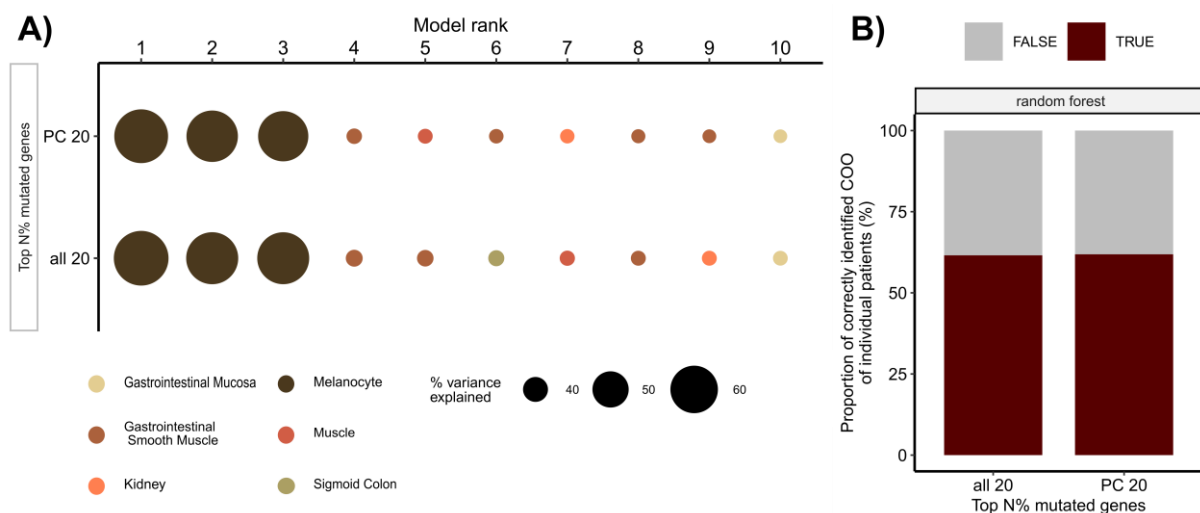 A)
Model rank
1 2 3 4 5 6 7 8 9 10
Top N% mutated genes
PC 20
all 20
Gastrointestinal Mucosa
Melanocyte
Gastrointestinal
Smooth Muscle
Muscle
Kidney
Sigmoid Colon
% variance
explained
40 50 60
B)
FALSE TRUE
random forest
Proportion of correctly identified COO
of individual patients (%)
100
75
50
25
0
all 20 PC 20
Top N% mutated genes